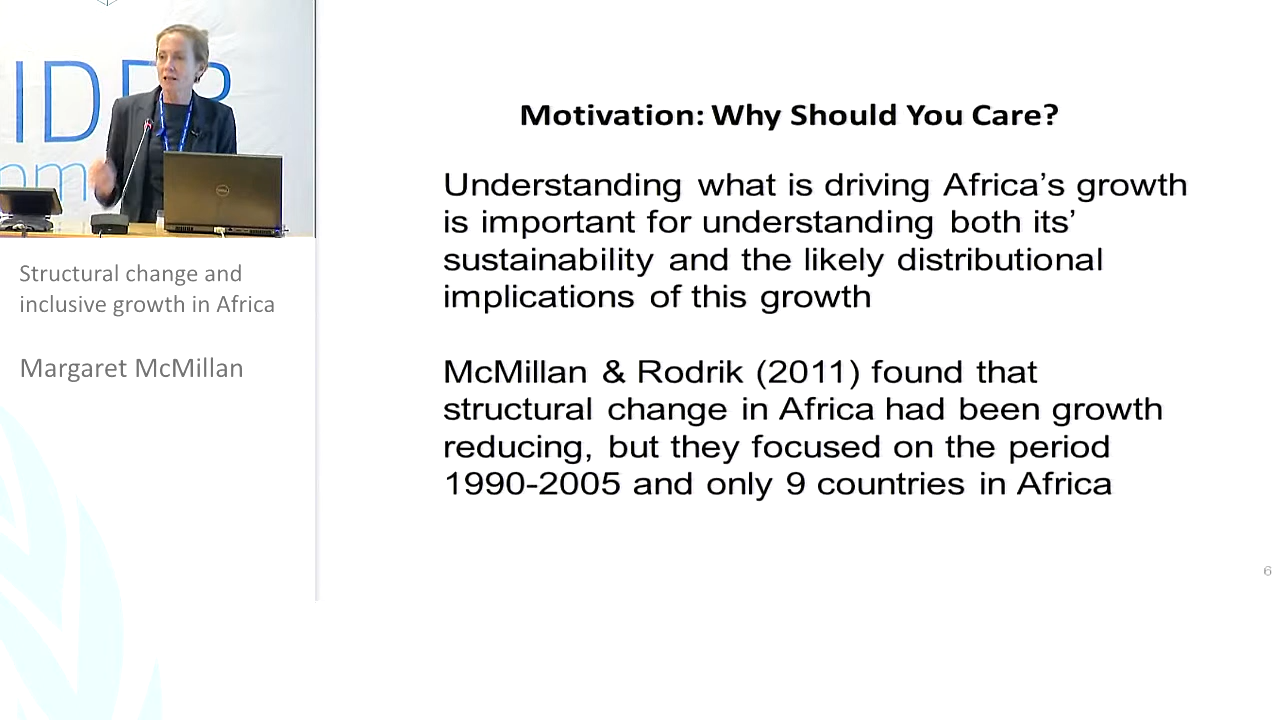 IDER
Structural change and
inclusive growth in Africa
Margaret McMillan
Motivation: Why Should You Care?
Understanding what is driving Africa’s growth
is important for understanding both its’
sustainability and the likely distributional
implications of this growth
McMillan & Rodrik (2011) found that
structural change in Africa had been growth
reducing, but they focused on the period
1990-2005 and only 9 countries in Africa
6